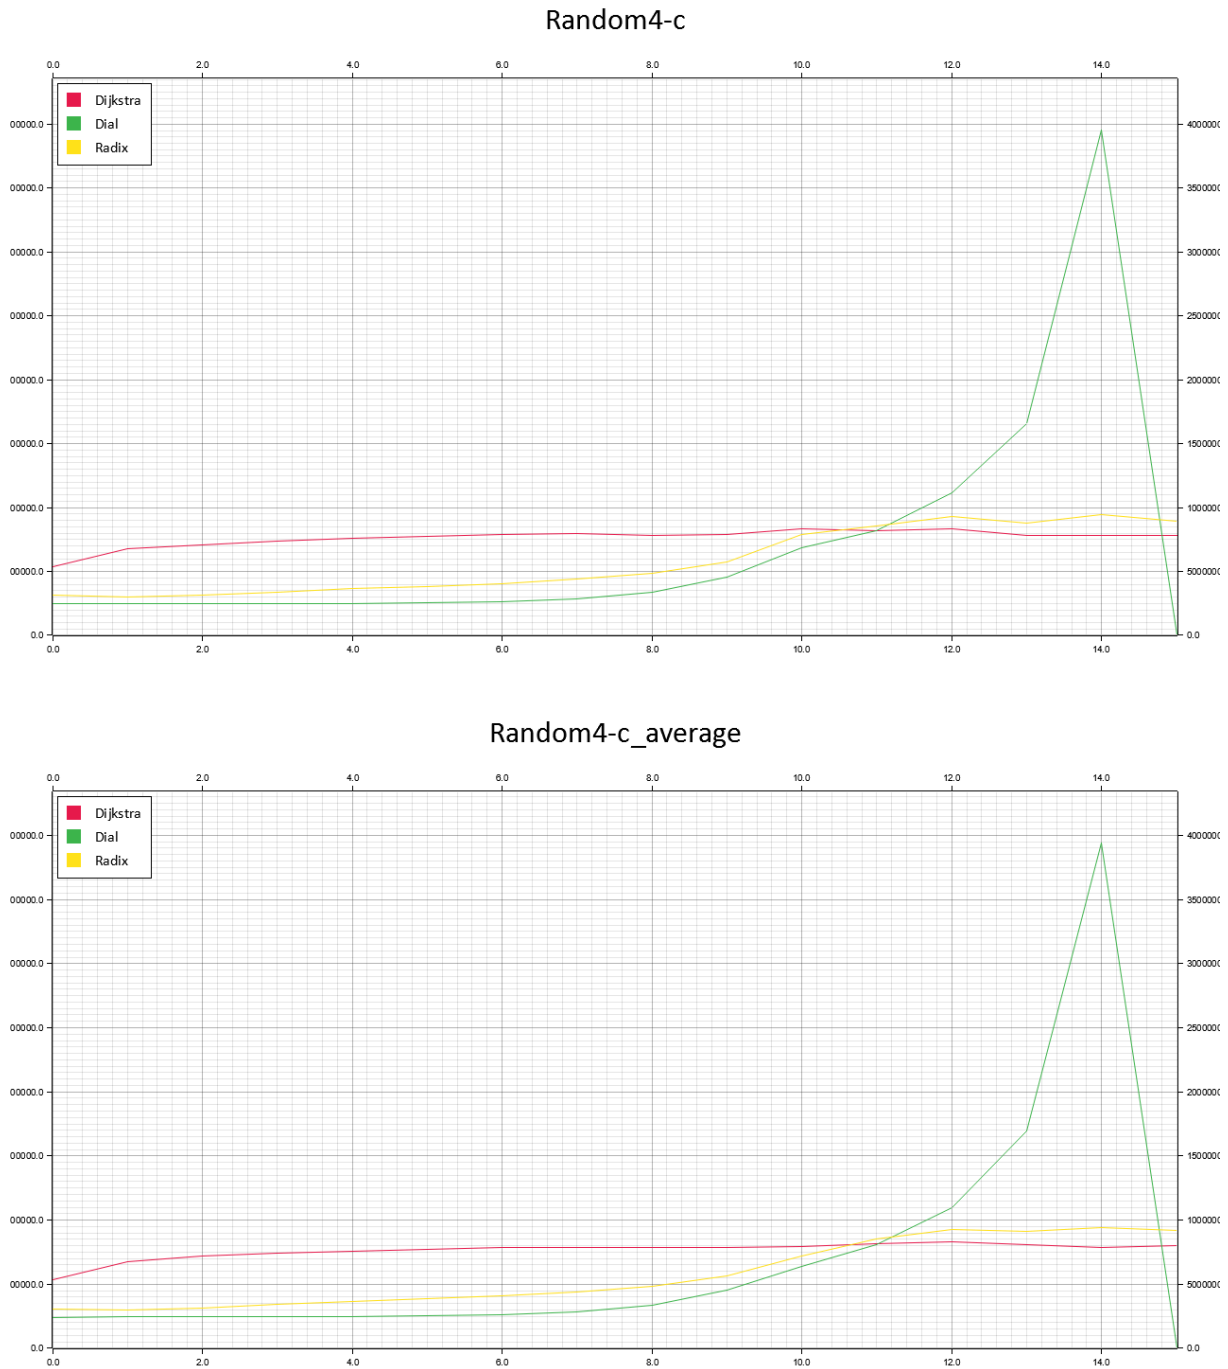 Random4-c
0.0 2.0 4.0 6.0 8.0 10.0 12.0 14.0
Dijkstra
Dial
Radix
00000.0 4000000
00000.0 3500000
00000.0 3000000
00000.0 2500000
00000.0 2000000
00000.0 1500000
00000.0 1000000
00000.0 5000000
0.0 0.0
0.0 2.0 4.0 6.0 8.0 10.0 12.0 14.0
Random4-c_average
0.0 2.0 4.0 6.0 8.0 10.0 12.0 14.0
Dijkstra
Dial
Radix
00000.0 4000000
00000.0 3500000
00000.0 3000000
00000.0 2500000
00000.0 2000000
00000.0 1500000
00000.0 1000000
00000.0 5000000
0.0 0.0
0.0 2.0 4.0 6.0 8.0 10.0 12.0 14.0